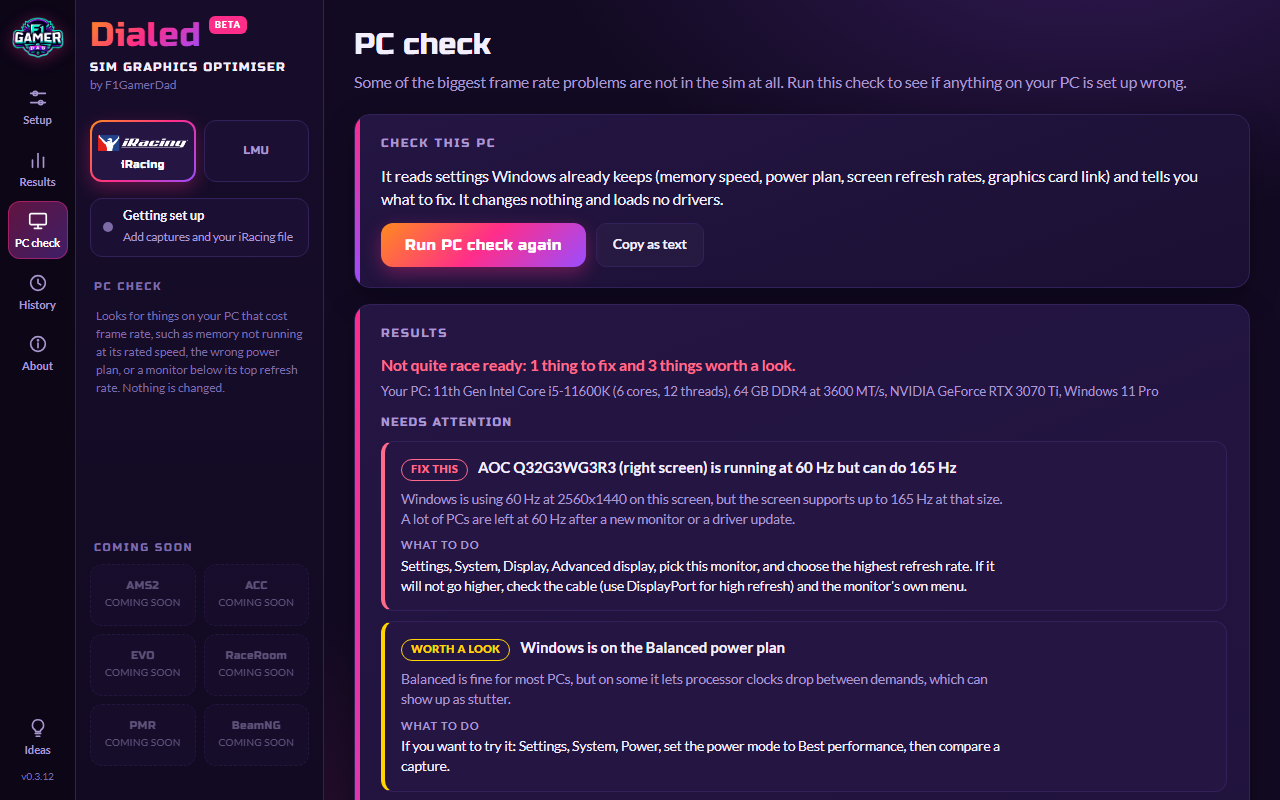 F1
GAMER
DAD
Setup
Results
PC check
History
About
Ideas
v0.3.12
Dialed
BETA
SIM GRAPHICS OPTIMISER
by F1GamerDad
iRacing
iRacing
LMU
Getting set up
Add captures and your iRacing file
PC CHECK
Looks for things on your PC that cost
frame rate, such as memory not running
at its rated speed, the wrong power
plan, or a monitor below its top refresh
rate. Nothing is changed.
COMING SOON
AMS2
COMING SOON
ACC
COMING SOON
EVO
COMING SOON
RaceRoom
COMING SOON
PMR
COMING SOON
BeamNG
COMING SOON
PC check
Some of the biggest frame rate problems are not in the sim at all. Run this check to see if anything on your PC is set up wrong.
CHECK THIS PC
It reads settings Windows already keeps (memory speed, power plan, screen refresh rates, graphics card link) and tells you
what to fix. It changes nothing and loads no drivers.
Run PC check again
Copy as text
RESULTS
Not quite race ready: 1 thing to fix and 3 things worth a look.
Your PC: 11th Gen Intel Core i5-11600K (6 cores, 12 threads), 64 GB DDR4 at 3600 MT/s, NVIDIA GeForce RTX 3070 Ti, Windows 11 Pro
NEEDS ATTENTION
FIX THIS
AOC Q32G3WG3R3 (right screen) is running at 60 Hz but can do 165 Hz
Windows is using 60 Hz at 2560x1440 on this screen, but the screen supports up to 165 Hz at that size.
A lot of PCs are left at 60 Hz after a new monitor or a driver update.
WHAT TO DO
Settings, System, Display, Advanced display, pick this monitor, and choose the highest refresh rate. If it
will not go higher, check the cable (use DisplayPort for high refresh) and the monitor's own menu.
WORTH A LOOK
Windows is on the Balanced power plan
Balanced is fine for most PCs, but on some it lets processor clocks drop between demands, which can
show up as stutter.
WHAT TO DO
If you want to try it: Settings, System, Power, set the power mode to Best performance, then compare a
capture.